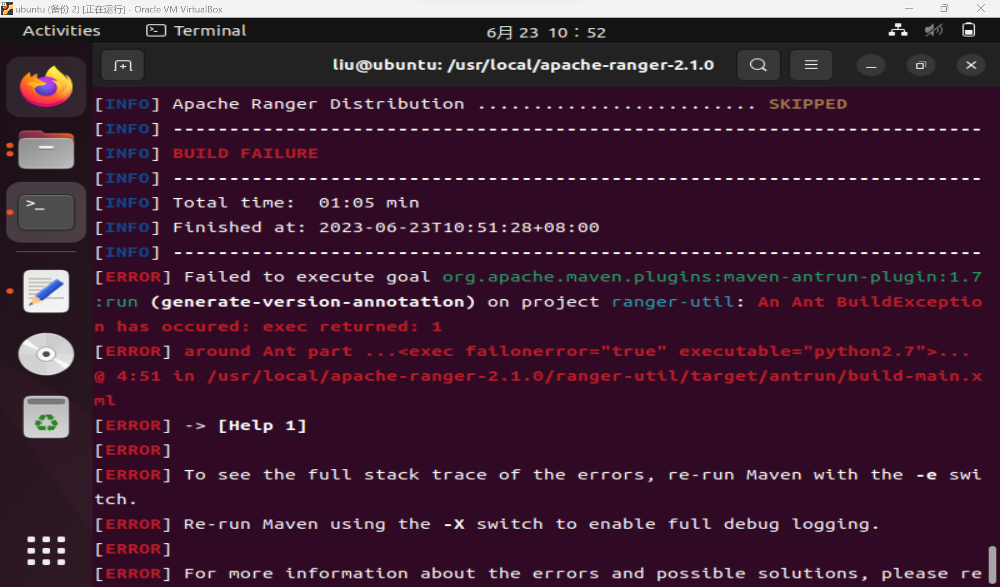 64
ubuntu (备份 2) [正在运行] - Oracle VM VirtualBox
Activities Terminal 6月 23 10：52
liu@ubuntu: /usr/local/apache-ranger-2.1.0
[INFO] Apache Ranger Distribution ......................... SKIPPED
[INFO] ------------------------------------------------------------------------
[INFO] BUILD FAILURE
[INFO] ------------------------------------------------------------------------
[INFO] Total time:  01:05 min
[INFO] Finished at: 2023-06-23T10:51:28+08:00
[INFO] ------------------------------------------------------------------------
[ERROR] Failed to execute goal org.apache.maven.plugins:maven-antrun-plugin:1.7
:run (generate-version-annotation) on project ranger-util: An Ant BuildExceptio
n has occured: exec returned: 1
[ERROR] around Ant part ...<exec failonerror="true" executable="python2.7">...
@ 4:51 in /usr/local/apache-ranger-2.1.0/ranger-util/target/antrun/build-main.x
ml
[ERROR] -> [Help 1]
[ERROR]
[ERROR] To see the full stack trace of the errors, re-run Maven with the -e swi
tch.
[ERROR] Re-run Maven using the -X switch to enable full debug logging.
[ERROR]
[ERROR] For more information about the errors and possible solutions, please re